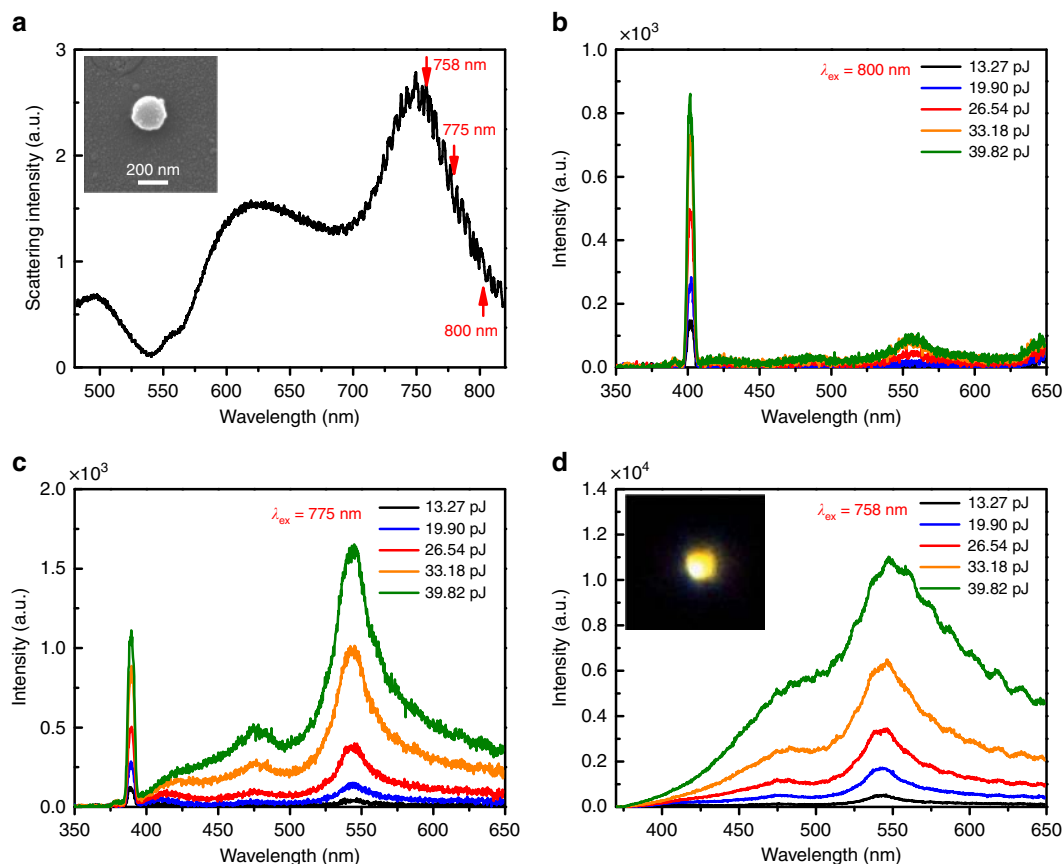 a
3
2
1
0
Scattering intensity (a.u.)
200 nm
758 nm
775 nm
800 nm
500 550 600 650 700 750 800
Wavelength (nm)
b
×10³
1.0
0.8
0.6
0.4
0.2
0.0
Intensity (a.u.)
λex = 800 nm
13.27 pJ
19.90 pJ
26.54 pJ
33.18 pJ
39.82 pJ
350 400 450 500 550 600 650
Wavelength (nm)
c
×10³
2.0
1.5
1.0
0.5
0.0
Intensity (a.u.)
λex = 775 nm
13.27 pJ
19.90 pJ
26.54 pJ
33.18 pJ
39.82 pJ
350 400 450 500 550 600 650
Wavelength (nm)
d
×10⁴
1.4
1.2
1.0
0.8
0.6
0.4
0.2
0.0
Intensity (a.u.)
λex = 758 nm
13.27 pJ
19.90 pJ
26.54 pJ
33.18 pJ
39.82 pJ
400 450 500 550 600 650
Wavelength (nm)